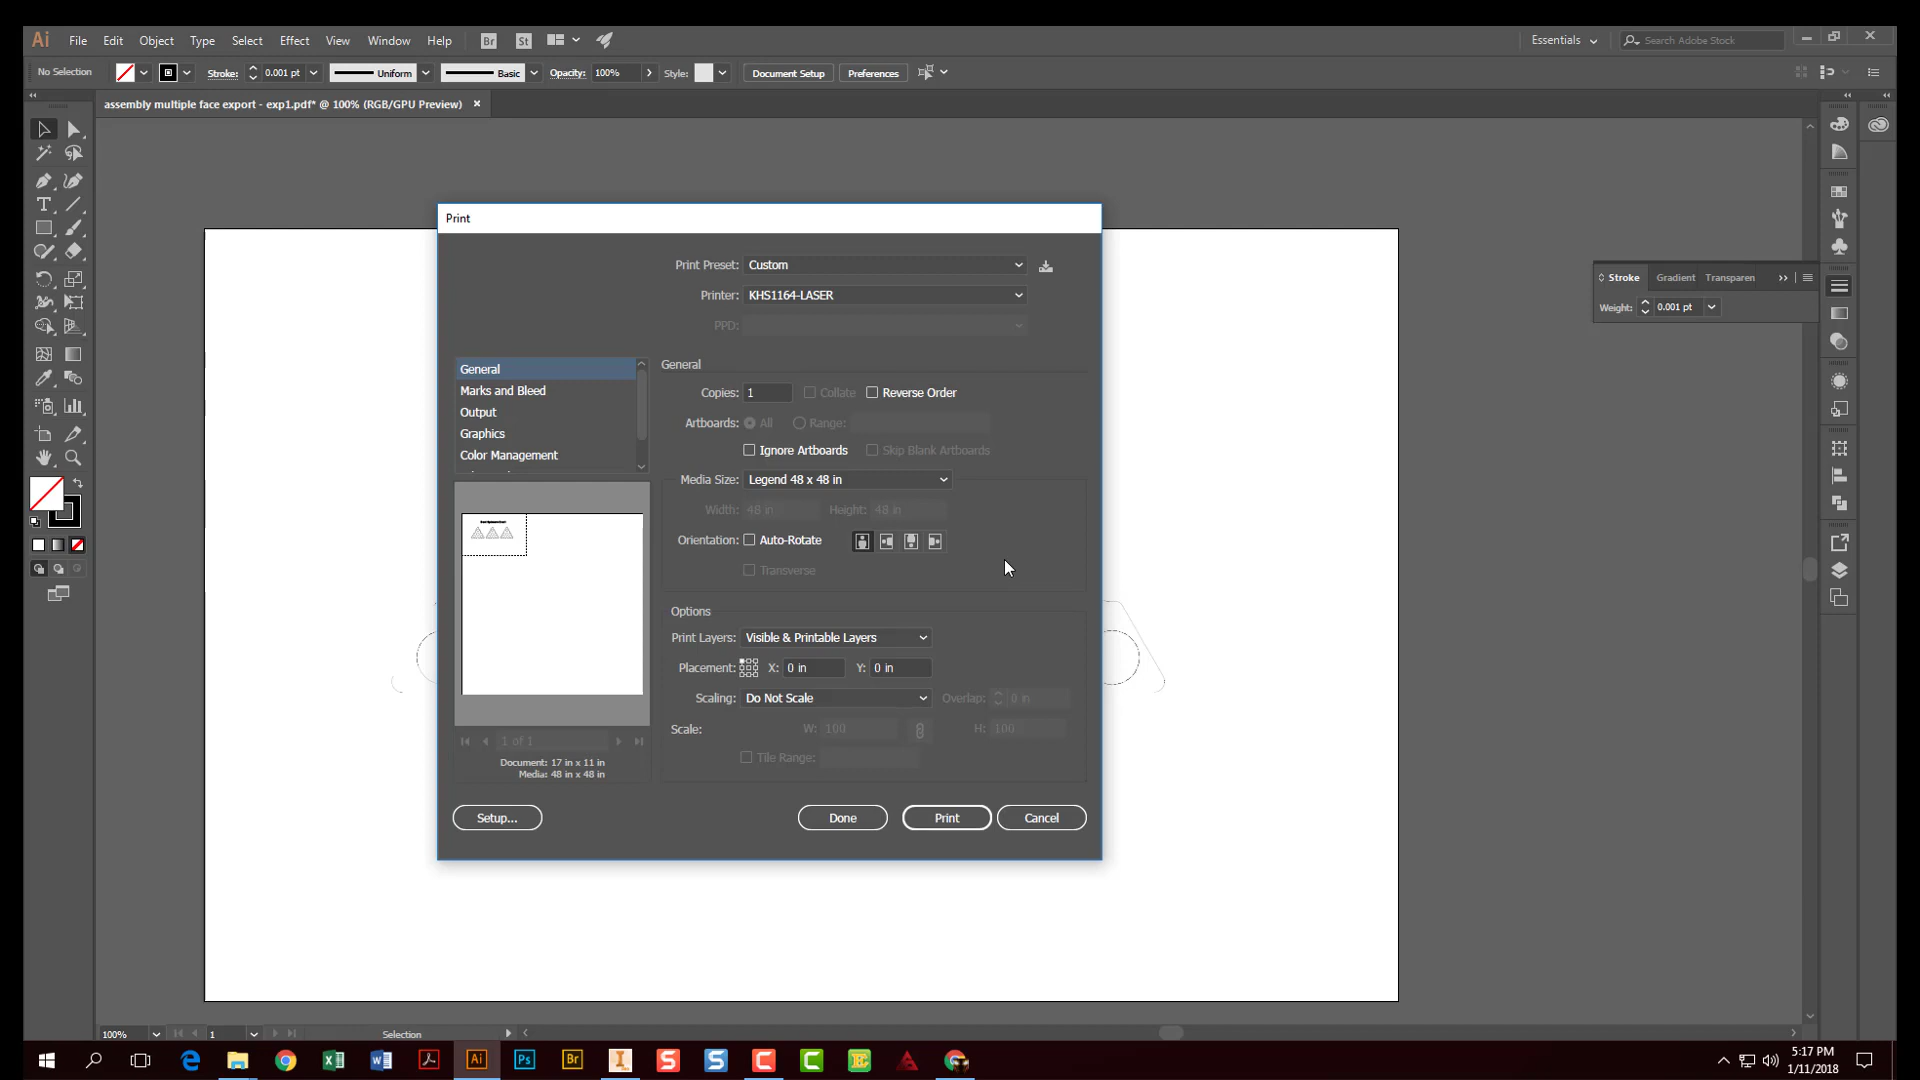 Ai File Edit Object Type Select Effect View Window Help Br St Essentials Search Adobe Stock
No Selection Stroke: 0.001 pt Uniform Basic Opacity: 100% Style: Document Setup Preferences
assembly multiple face export - exp1.pdf* @ 100% (RGB/GPU Preview)
Print
Print Preset: Custom
Printer: KHS1164-LASER
PPD:
General
Marks and Bleed
Output
Graphics
Color Management
General
Copies: 1 Collate Reverse Order
Artboards: All Range:
Ignore Artboards Skip Blank Artboards
Media Size: Legend 48 x 48 in
Width: 48 in Height: 48 in
Orientation: Auto-Rotate
Transverse
Options
Print Layers: Visible & Printable Layers
Placement: X: 0 in Y: 0 in
Scaling: Do Not Scale Overlap: 0 in
Scale: W: 100 H: 100
Tile Range:
1 of 1
Document: 17 in x 11 in
Media: 48 in x 48 in
Setup... Done Print Cancel
Stroke Gradient Transparen
Weight: 0.001 pt
100% 1 Selection
Ai Ps Br
5:17 PM
1/11/2018